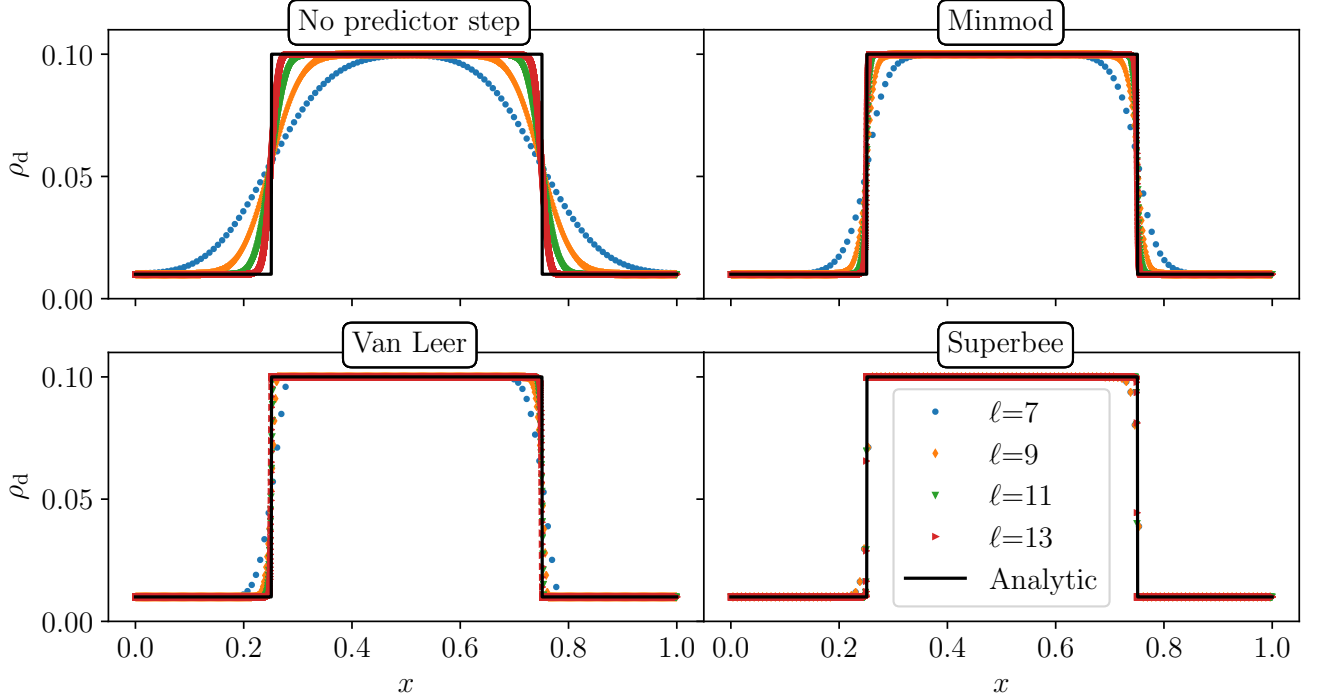 No predictor step
Minmod
0.10
0.05
0.00
ρd
Van Leer
Superbee
0.10
0.05
0.00
ρd
ℓ=7
ℓ=9
ℓ=11
ℓ=13
Analytic
0.0 0.2 0.4 0.6 0.8 1.0
0.0 0.2 0.4 0.6 0.8 1.0
x
x